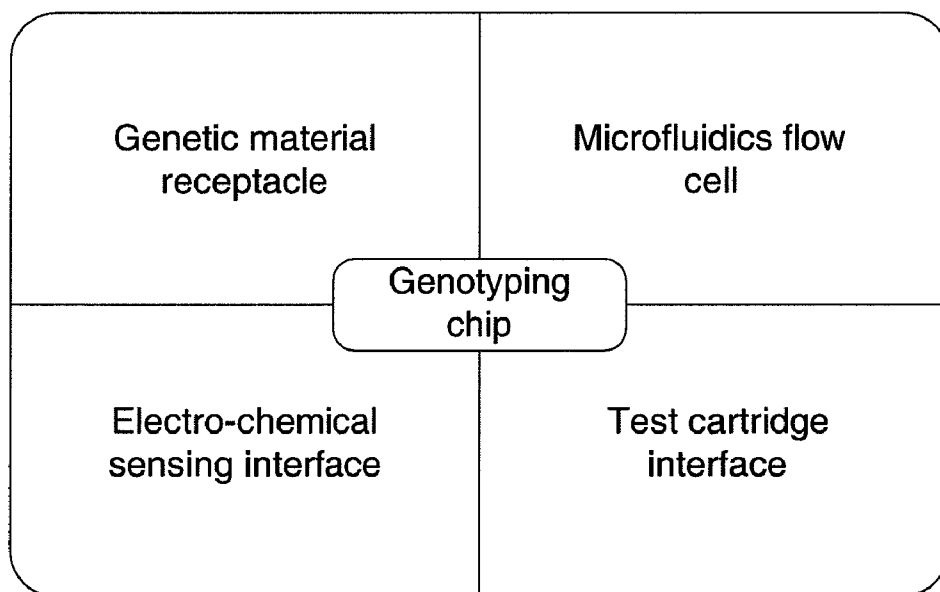 Genetic material
receptacle
Microfluidics flow
cell
Genotyping
chip
Electro-chemical
sensing interface
Test cartridge
interface